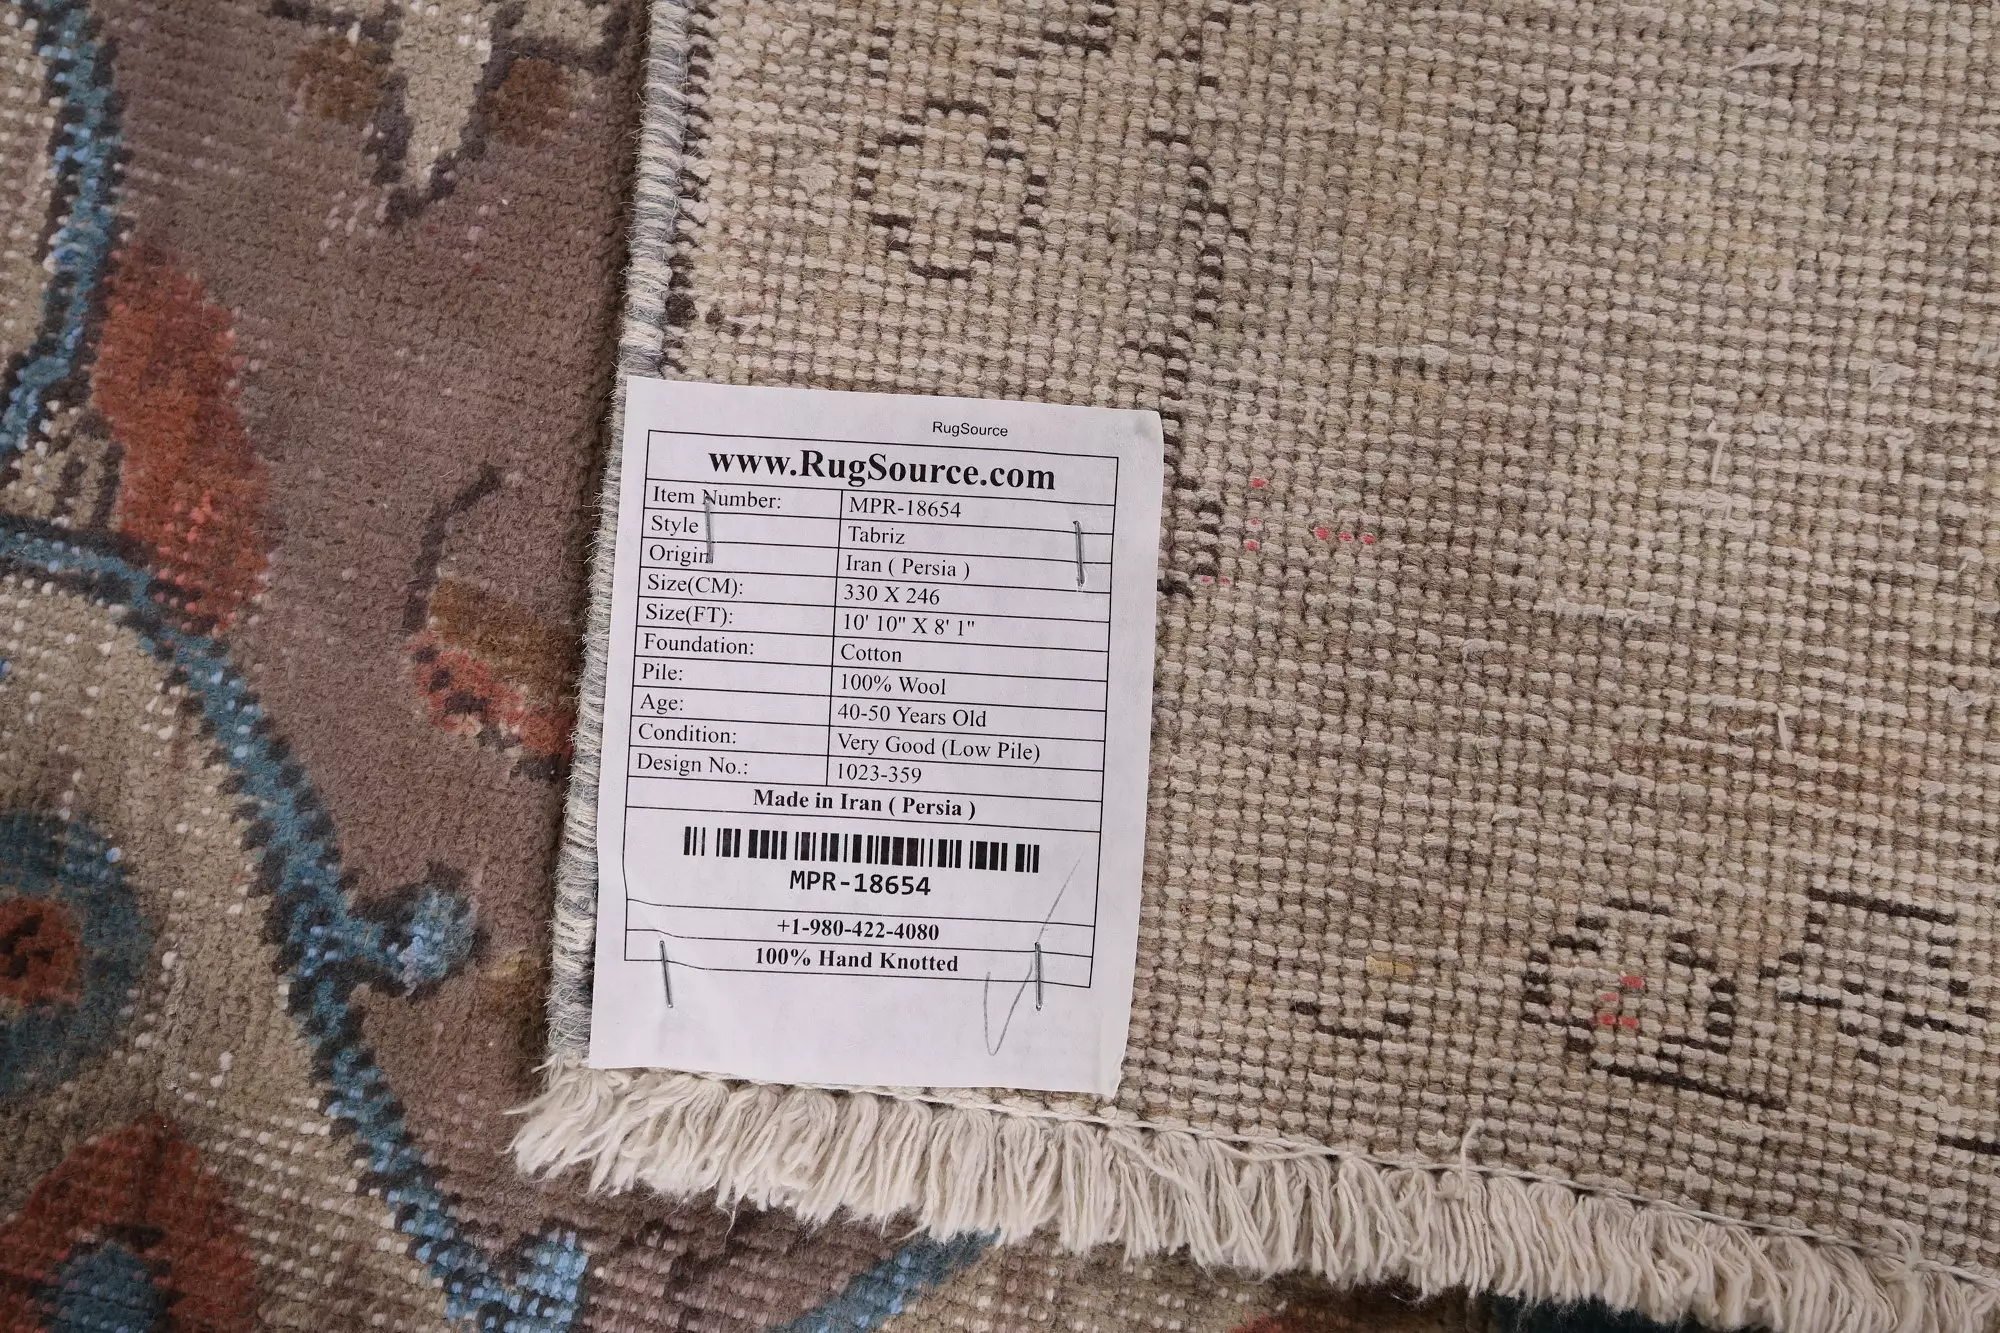 RugSource
www.RugSource.com
Item Number: MPR-18654
Style Tabriz
Origin Iran ( Persia )
Size(CM): 330 X 246
Size(FT): 10' 10" X 8' 1"
Foundation: Cotton
Pile: 100% Wool
Age: 40-50 Years Old
Condition: Very Good (Low Pile)
Design No.: 1023-359
Made in Iran ( Persia )
MPR-18654
+1-980-422-4080
100% Hand Knotted